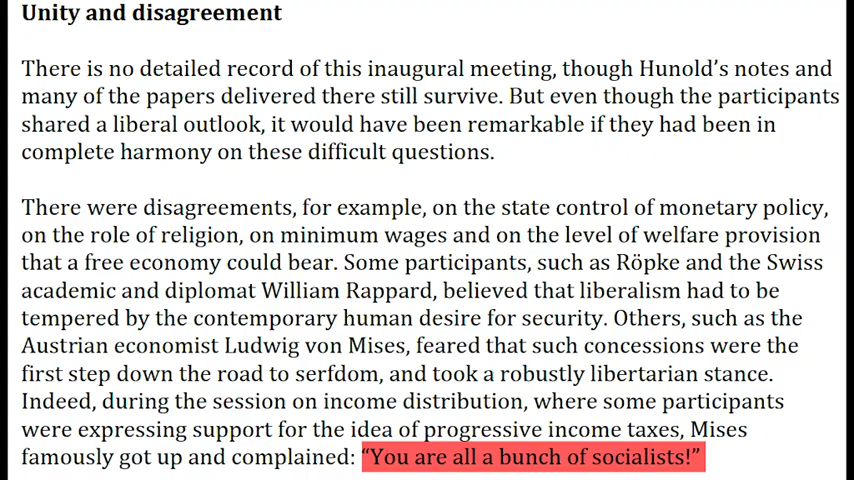 Unity and disagreement
There is no detailed record of this inaugural meeting, though Hunold’s notes and
many of the papers delivered there still survive. But even though the participants
shared a liberal outlook, it would have been remarkable if they had been in
complete harmony on these difficult questions.
There were disagreements, for example, on the state control of monetary policy,
on the role of religion, on minimum wages and on the level of welfare provision
that a free economy could bear. Some participants, such as Röpke and the Swiss
academic and diplomat William Rappard, believed that liberalism had to be
tempered by the contemporary human desire for security. Others, such as the
Austrian economist Ludwig von Mises, feared that such concessions were the
first step down the road to serfdom, and took a robustly libertarian stance.
Indeed, during the session on income distribution, where some participants
were expressing support for the idea of progressive income taxes, Mises
famously got up and complained: “You are all a bunch of socialists!”